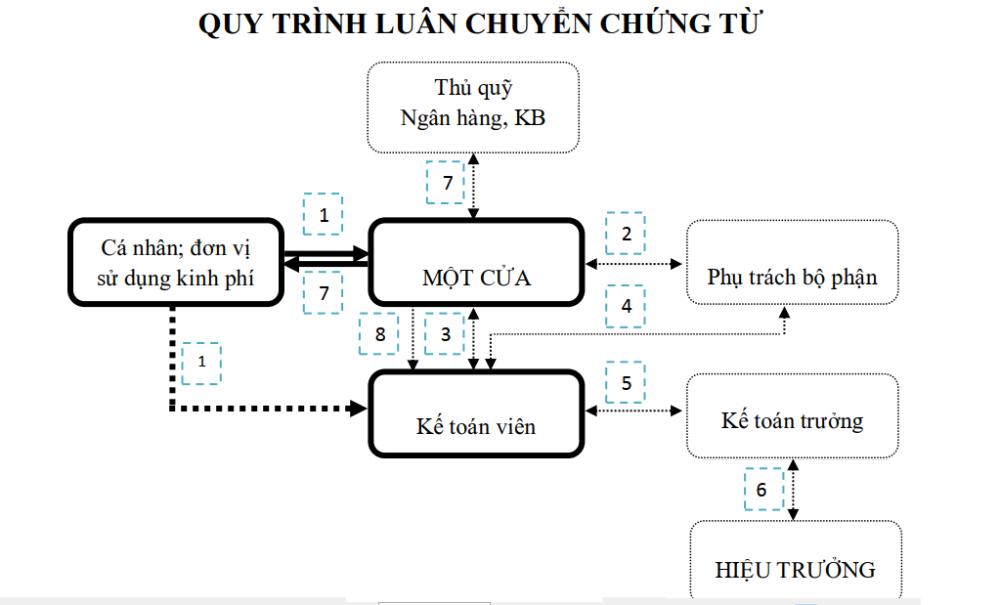 QUY TRÌNH LUÂN CHUYỂN CHỨNG TỪ
Thủ quỹ
Ngân hàng, KB
7
1
2
Cá nhân; đơn vị
sử dụng kinh phí
MỘT CỬA
Phụ trách bộ phận
7
4
8
3
1
5
Kế toán viên
Kế toán trưởng
6
HIỆU TRƯỞNG